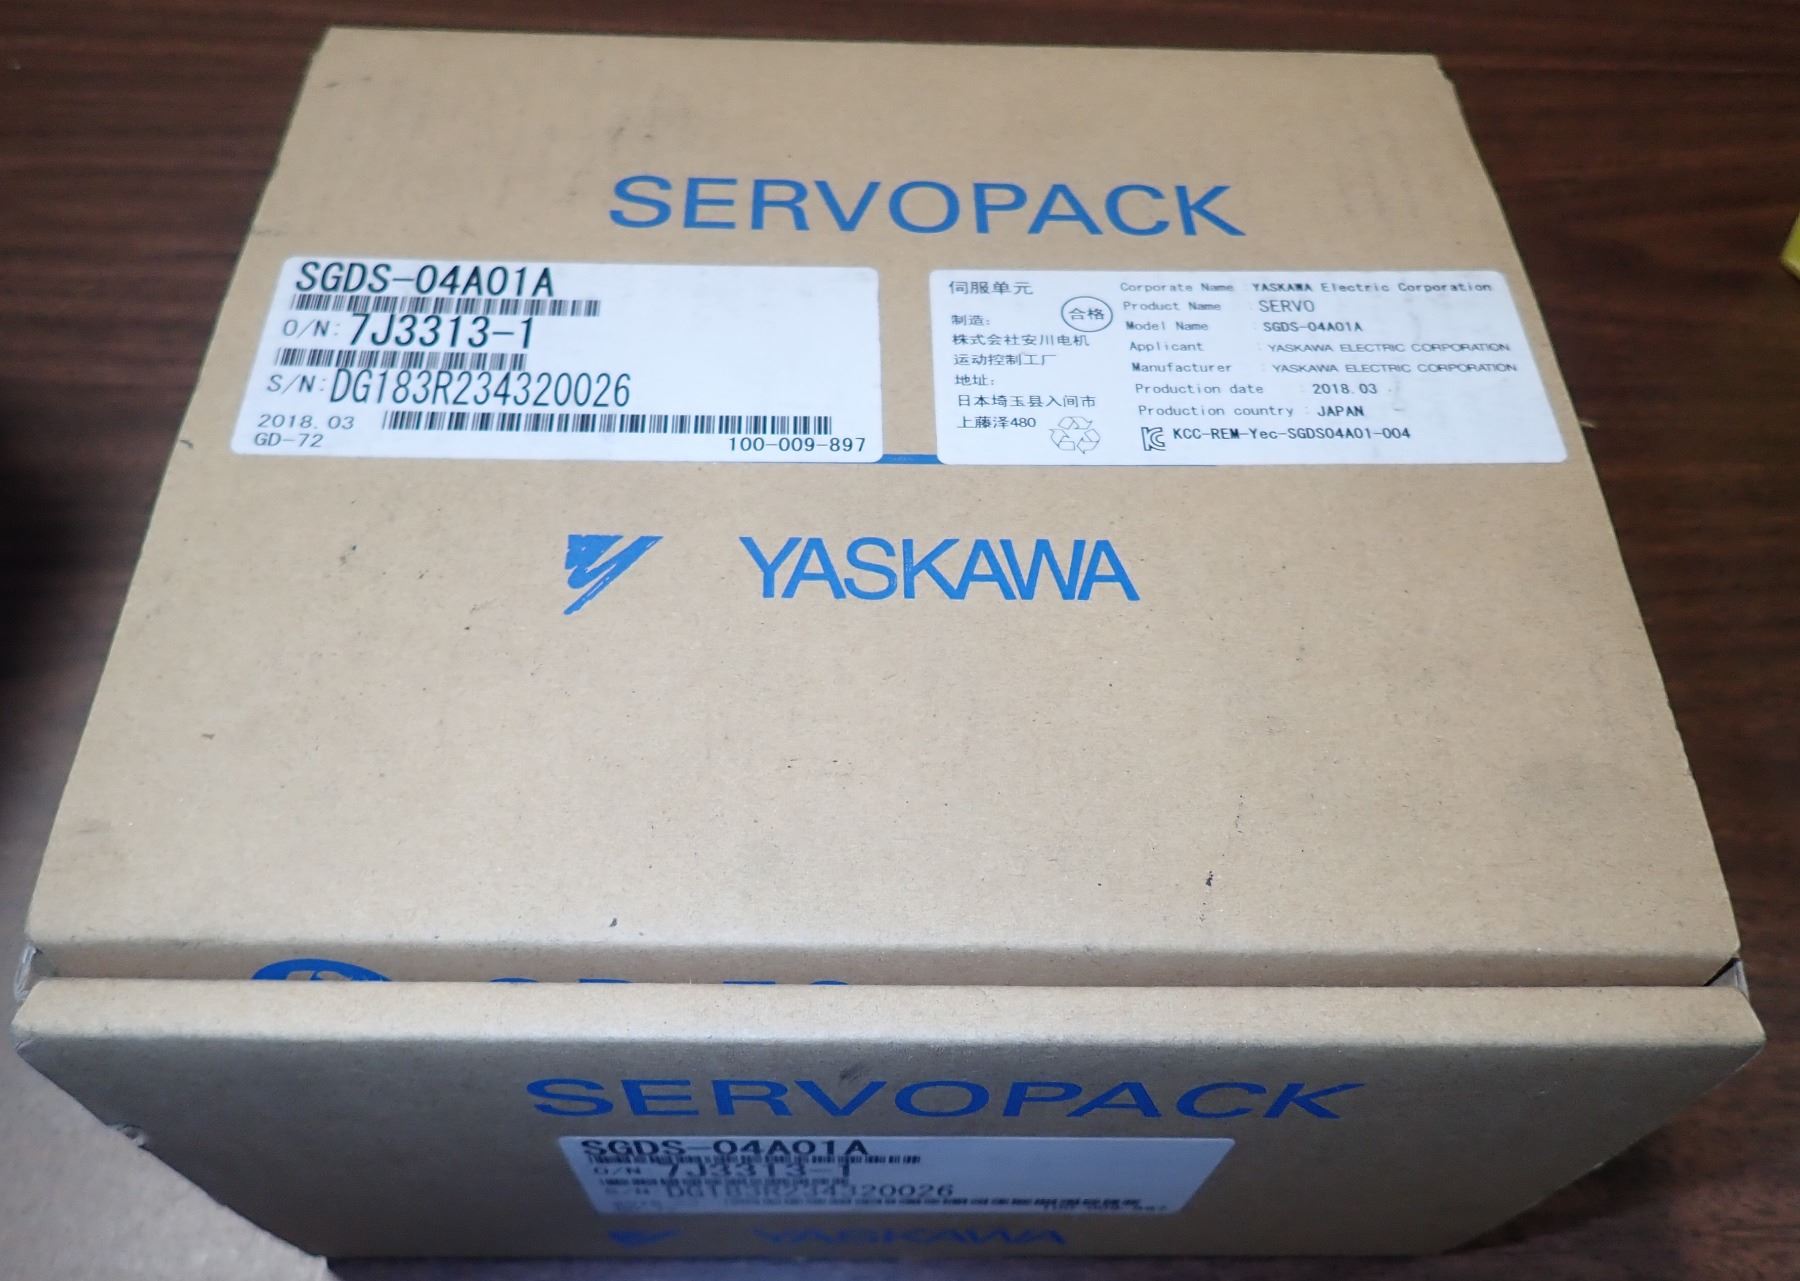 SERVOPACK
SGDS-04A01A
O/N: 7J3313-1
S/N: DG183R234320026
2018. 03
GD-72
100-009-897
伺服单元
合格
制造:
株式会社安川电机
运动控制工厂
地址:
日本埼玉县入间市
上藤泽480
Corporate Name : YASKAWA Electric Corporation
Product Name : SERVO
Model Name : SGDS-04A01A
Applicant : YASKAWA ELECTRIC CORPORATION
Manufacturer : YASKAWA ELECTRIC CORPORATION
Production date : 2018. 03
Production country : JAPAN
KCC-REM-Yec-SGDS04A01-004
YASKAWA
SERVOPACK
SGDS-04A01A
O/N 7J3313-1
S/N DG183R234320026
YASKAWA